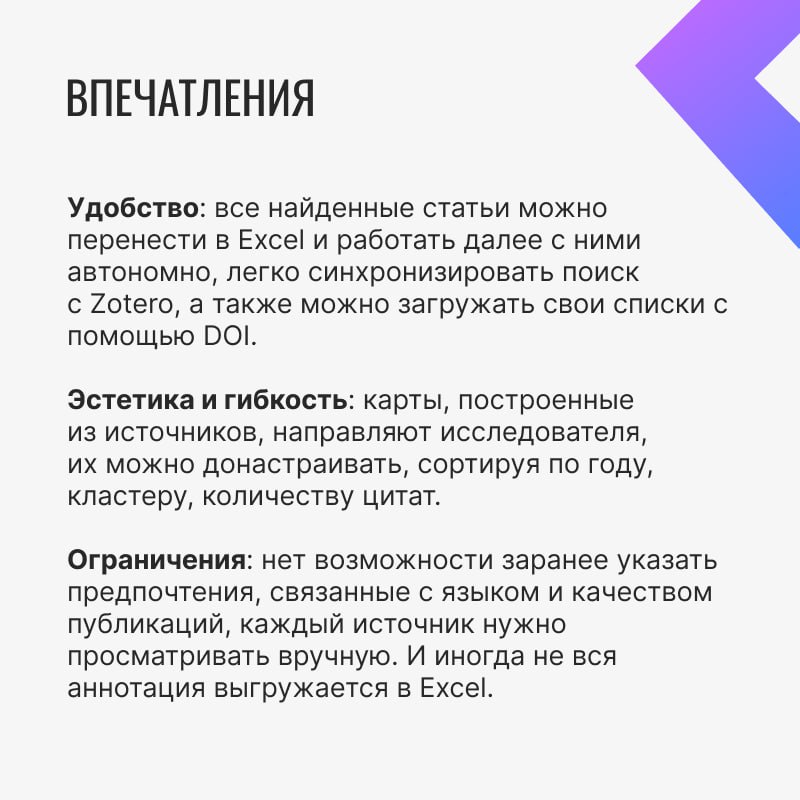 ВПЕЧАТЛЕНИЯ
Удобство: все найденные статьи можно
перенести в Excel и работать далее с ними
автономно, легко синхронизировать поиск
с Zotero, а также можно загружать свои списки с
помощью DOI.
Эстетика и гибкость: карты, построенные
из источников, направляют исследователя,
их можно донастраивать, сортируя по году,
кластеру, количеству цитат.
Ограничения: нет возможности заранее указать
предпочтения, связанные с языком и качеством
публикаций, каждый источник нужно
просматривать вручную. И иногда не вся
аннотация выгружается в Excel.